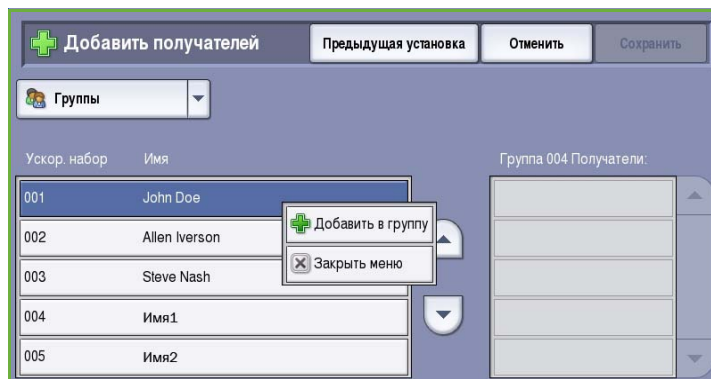 Добавить получателей Предыдущая установка Отменить Сохранить
Группы
Ускор. набор Имя Группа 004 Получатели:
001 John Doe
Добавить в группу
002 Allen Iverson
Закрыть меню
003 Steve Nash
004 Имя1
005 Имя2